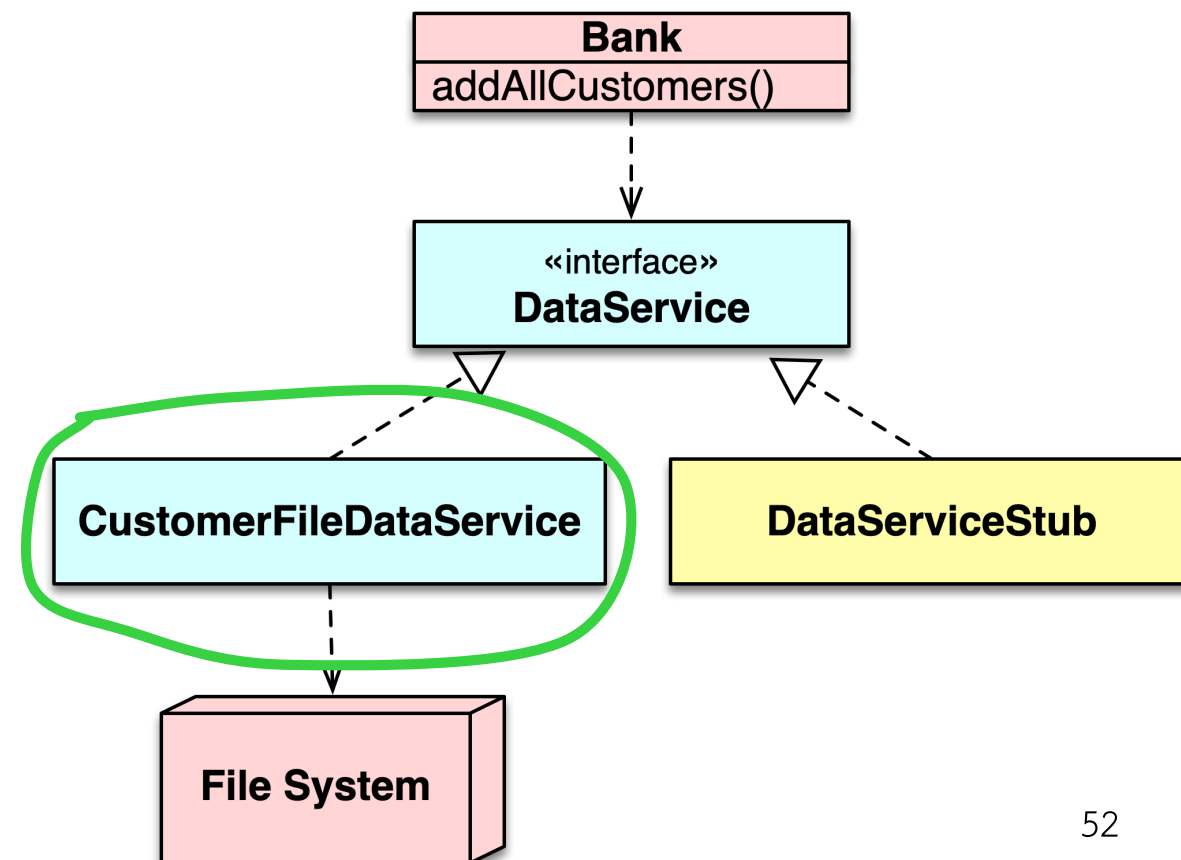 Bank
addAllCustomers()
«interface»
DataService
CustomerFileDataService
DataServiceStub
File System
52